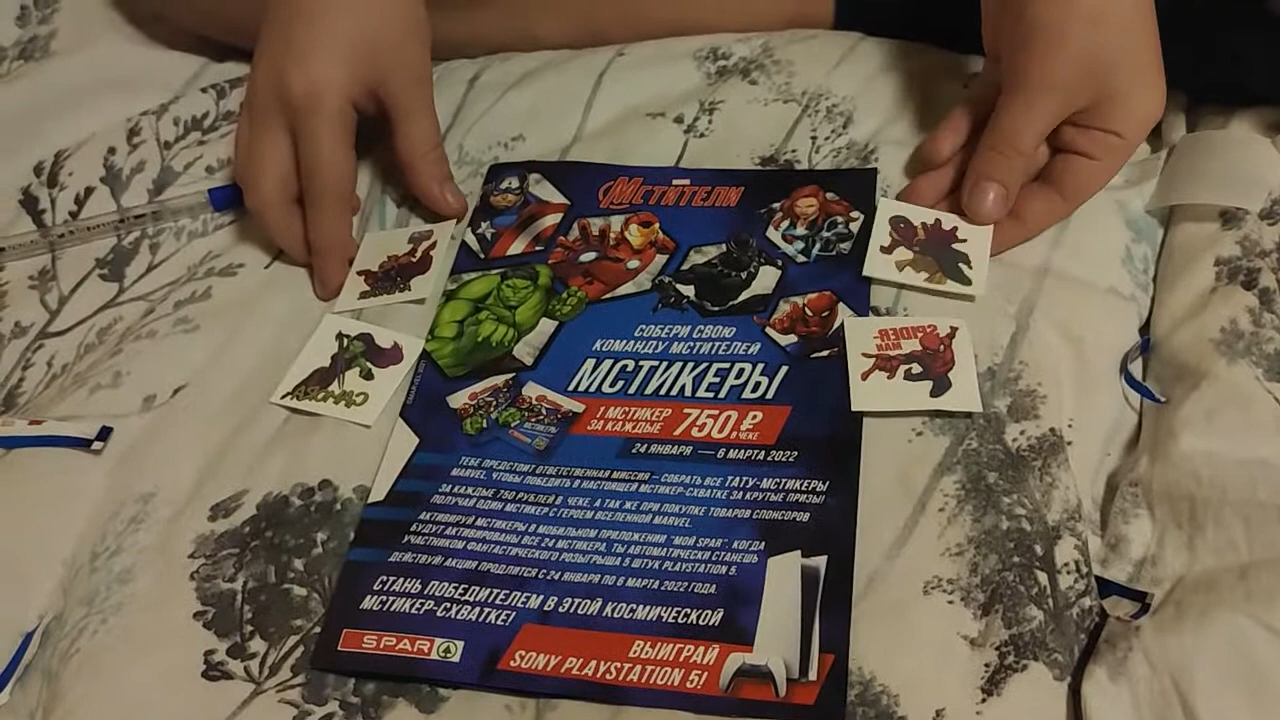 МСТИТЕЛИ
СОБЕРИ СВОЮ
КОМАНДУ МСТИТЕЛЕЙ
МСТИКЕРЫ
1 МСТИКЕР
ЗА КАЖДЫЕ 750 ₽
В ЧЕКЕ
24 ЯНВАРЯ — 6 МАРТА 2022
ТЕБЕ ПРЕДСТОИТ ОТВЕТСТВЕННАЯ МИССИЯ – СОБРАТЬ ВСЕ ТАТУ-МСТИКЕРЫ
MARVEL, ЧТОБЫ ПОБЕДИТЬ В НАСТОЯЩЕЙ МСТИКЕР-СХВАТКЕ ЗА КРУТЫЕ ПРИЗЫ!
ЗА КАЖДЫЕ 750 РУБЛЕЙ В ЧЕКЕ, А ТАК ЖЕ ПРИ ПОКУПКЕ ТОВАРОВ СПОНСОРОВ
ПОЛУЧАЙ ОДИН МСТИКЕР С ГЕРОЕМ ВСЕЛЕННОЙ MARVEL.
АКТИВИРУЙ МСТИКЕРЫ В МОБИЛЬНОМ ПРИЛОЖЕНИИ "МОЙ SPAR". КОГДА
БУДУТ АКТИВИРОВАНЫ ВСЕ 24 МСТИКЕРА, ТЫ АВТОМАТИЧЕСКИ СТАНЕШЬ
УЧАСТНИКОМ ФАНТАСТИЧЕСКОГО РОЗЫГРЫША 5 ШТУК PLAYSTATION 5.
ДЕЙСТВУЙ! АКЦИЯ ПРОДЛИТСЯ С 24 ЯНВАРЯ ПО 6 МАРТА 2022 ГОДА.
СТАНЬ ПОБЕДИТЕЛЕМ В ЭТОЙ КОСМИЧЕСКОЙ
МСТИКЕР-СХВАТКЕ!
SPAR
ВЫИГРАЙ
SONY PLAYSTATION 5!
SPIDER-
MAN
GAMORA